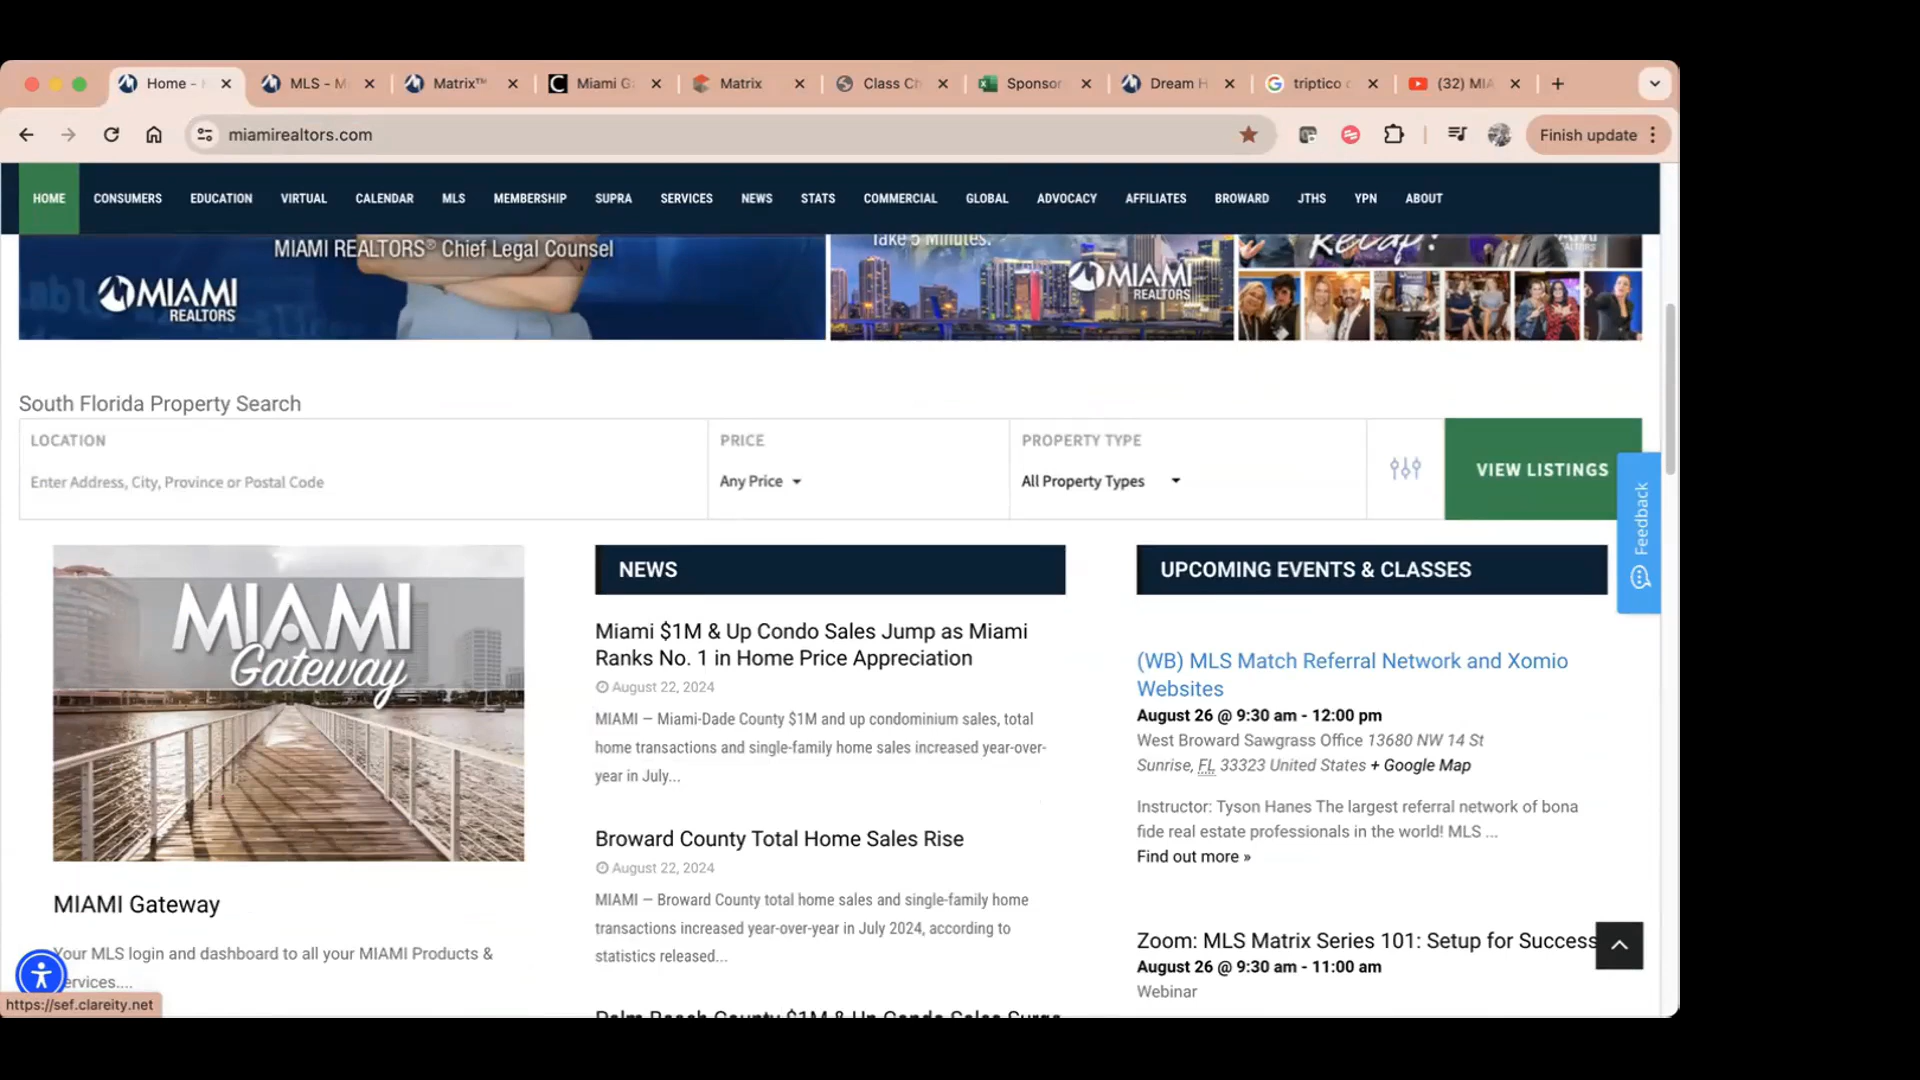 Home -
MLS - M
Matrix™
Miami G
Matrix
Class Ch
Sponsor
Dream H
triptico
(32) MIA
miamirealtors.com
Finish update
HOME
CONSUMERS
EDUCATION
VIRTUAL
CALENDAR
MLS
MEMBERSHIP
SUPRA
SERVICES
NEWS
STATS
COMMERCIAL
GLOBAL
ADVOCACY
AFFILIATES
BROWARD
JTHS
YPN
ABOUT
MIAMI REALTORS® Chief Legal Counsel
MIAMI
REALTORS
Take 5 Minutes.
MIAMI
REALTORS
Recap!
South Florida Property Search
LOCATION
Enter Address, City, Province or Postal Code
PRICE
Any Price
PROPERTY TYPE
All Property Types
VIEW LISTINGS
Feedback
MIAMI
Gateway
MIAMI Gateway
Your MLS login and dashboard to all your MIAMI Products &
ervices....
https://sef.clareity.net
NEWS
Miami $1M & Up Condo Sales Jump as Miami
Ranks No. 1 in Home Price Appreciation
August 22, 2024
MIAMI — Miami-Dade County $1M and up condominium sales, total
home transactions and single-family home sales increased year-over-
year in July...
Broward County Total Home Sales Rise
August 22, 2024
MIAMI — Broward County total home sales and single-family home
transactions increased year-over-year in July 2024, according to
statistics released...
Palm Beach County $1M & Up Condo Sales Surge
UPCOMING EVENTS & CLASSES
(WB) MLS Match Referral Network and Xomio
Websites
August 26 @ 9:30 am - 12:00 pm
West Broward Sawgrass Office 13680 NW 14 St
Sunrise, FL 33323 United States + Google Map
Instructor: Tyson Hanes The largest referral network of bona
fide real estate professionals in the world! MLS ...
Find out more »
Zoom: MLS Matrix Series 101: Setup for Success
August 26 @ 9:30 am - 11:00 am
Webinar